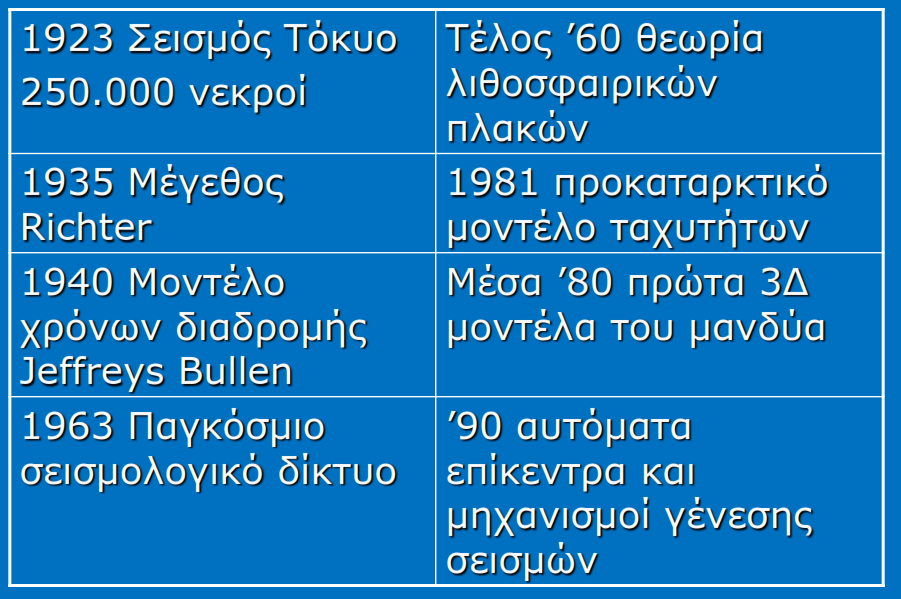 1923 Σεισμός Τόκυο
250.000 νεκροί
Τέλος ’60 θεωρία
λιθοσφαιρικών
πλακών
1935 Μέγεθος
Richter
1981 προκαταρκτικό
μοντέλο ταχυτήτων
1940 Μοντέλο
χρόνων διαδρομής
Jeffreys Bullen
Μέσα ’80 πρώτα 3Δ
μοντέλα του μανδύα
1963 Παγκόσμιο
σεισμολογικό δίκτυο
’90 αυτόματα
επίκεντρα και
μηχανισμοί γένεσης
σεισμών